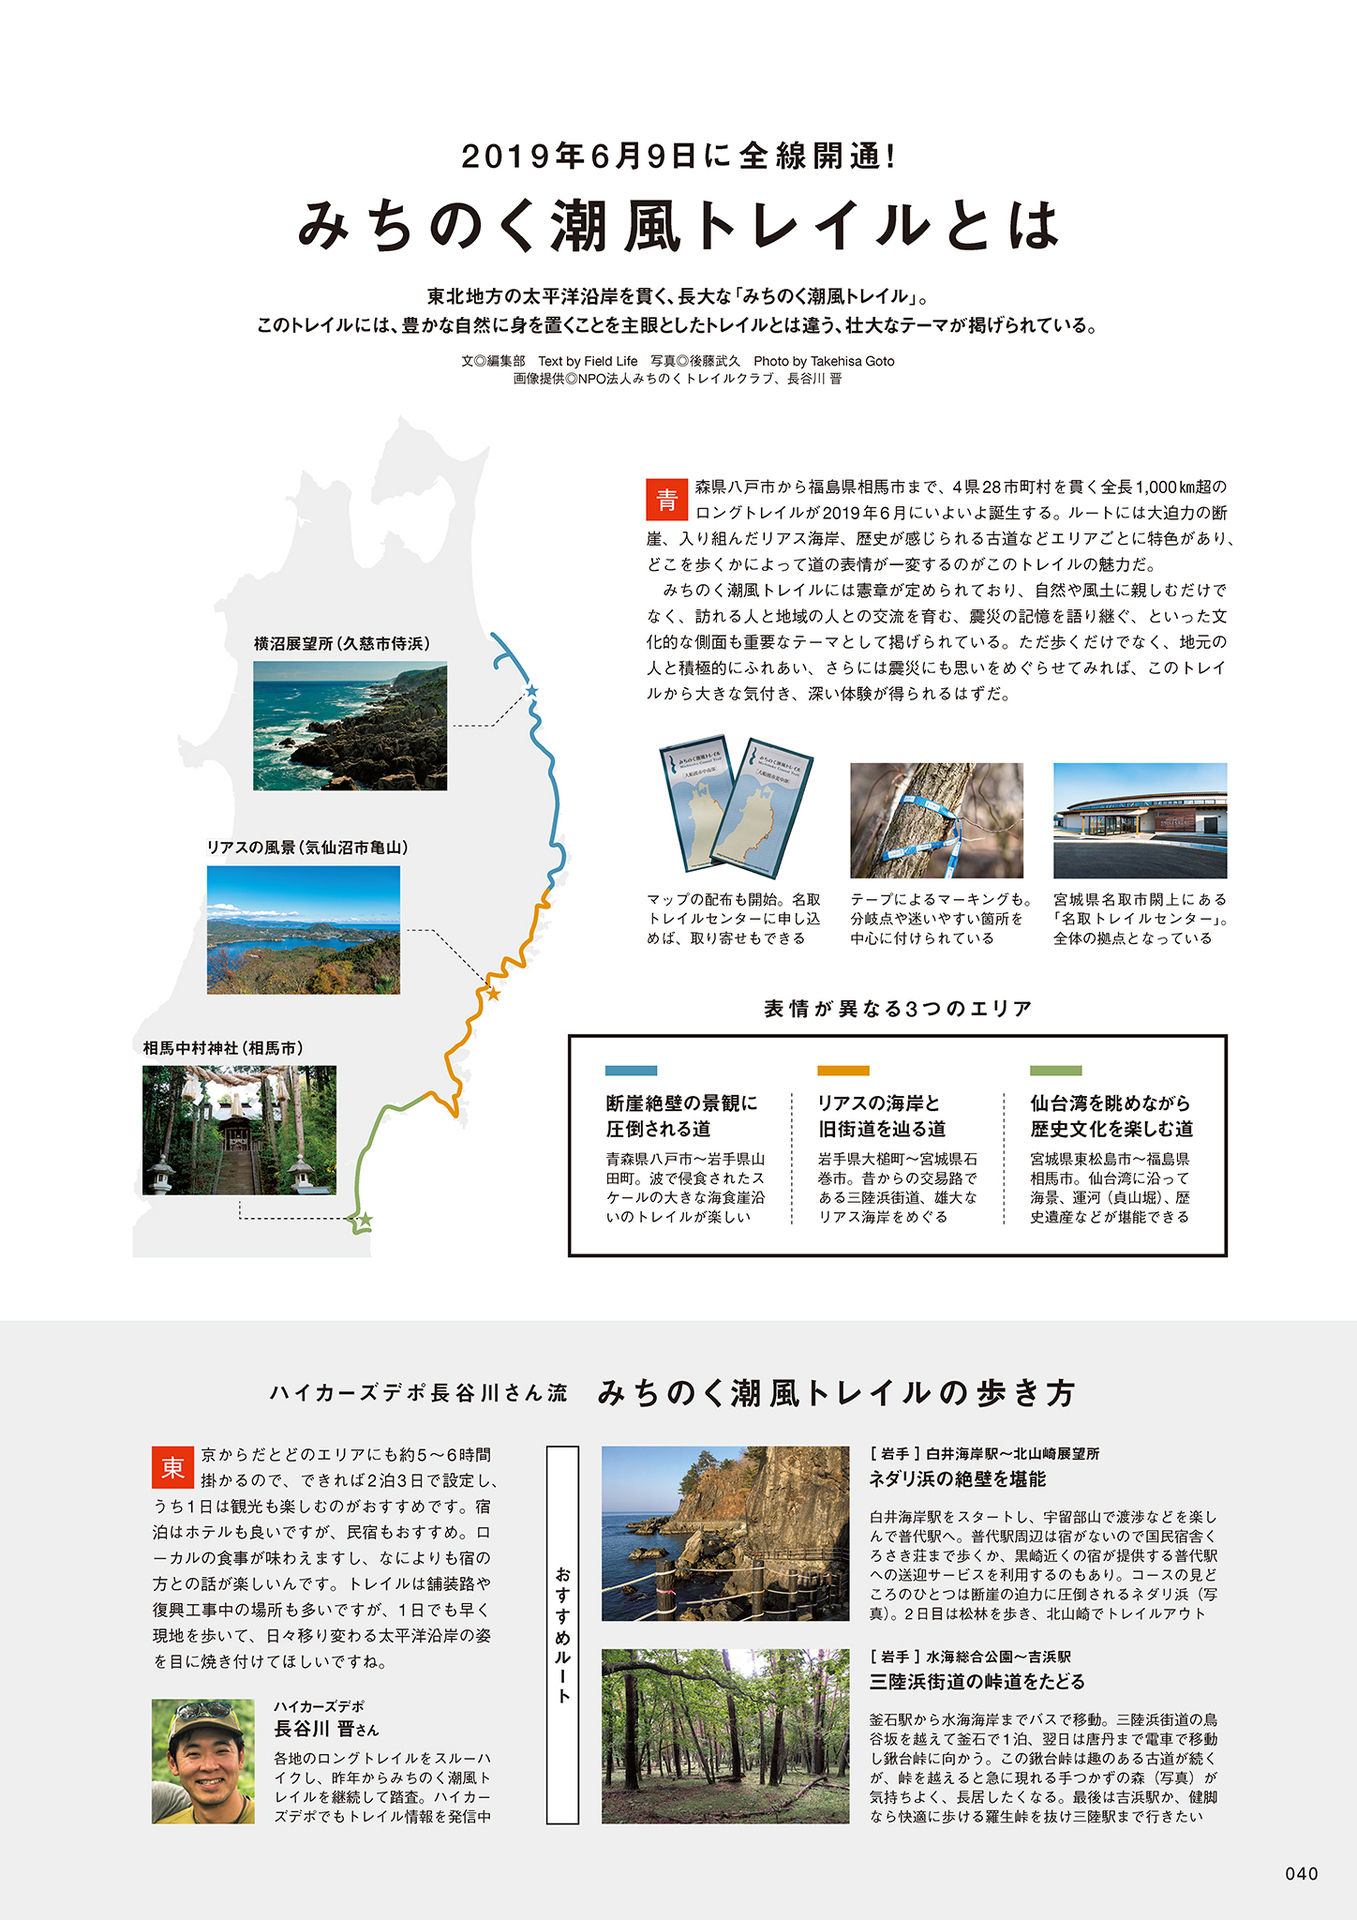 2019年6月9日に全線開通!
みちのく潮風トレイルとは
東北地方の太平洋沿岸を貫く、長大な「みちのく潮風トレイル」。
このトレイルには、豊かな自然に身を置くことを主眼としたトレイルとは違う、壮大なテーマが掲げられている。
文◎編集部 Text by Field Life 写真◎後藤武久 Photo by Takehisa Goto
画像提供◎NPO法人みちのくトレイルクラブ、長谷川 晋
青森県八戸市から福島県相馬市まで、4県28市町村を貫く全長1,000㎞超の
ロングトレイルが2019年6月にいよいよ誕生する。ルートには大迫力の断
崖、入り組んだリアス海岸、歴史が感じられる古道などエリアごとに特色があり、
どこを歩くかによって道の表情が一変するのがこのトレイルの魅力だ。
みちのく潮風トレイルには憲章が定められており、自然や風土に親しむだけで
なく、訪れる人と地域の人との交流を育む、震災の記憶を語り継ぐ、といった文
化的な側面も重要なテーマとして掲げられている。ただ歩くだけでなく、地元の
人と積極的にふれあい、さらには震災にも思いをめぐらせてみれば、このトレイ
ルから大きな気付き、深い体験が得られるはずだ。
横沼展望所（久慈市侍浜）
リアスの風景（気仙沼市亀山）
相馬中村神社（相馬市）
みちのく潮風トレイル
Michinoku Coastal Trail
みちのく潮風トレイル
Michinoku Coastal Trail
マップの配布も開始。名取
トレイルセンターに申し込
めば、取り寄せもできる
テープによるマーキングも。
分岐点や迷いやすい箇所を
中心に付けられている
宮城県名取市閖上にある
「名取トレイルセンター」。
全体の拠点となっている
表情が異なる3つのエリア
断崖絶壁の景観に
圧倒される道
青森県八戸市〜岩手県山
田町。波で侵食されたス
ケールの大きな海食崖沿
いのトレイルが楽しい
リアスの海岸と
旧街道を辿る道
岩手県大槌町〜宮城県石
巻市。昔からの交易路で
ある三陸浜街道、雄大な
リアス海岸をめぐる
仙台湾を眺めながら
歴史文化を楽しむ道
宮城県東松島市〜福島県
相馬市。仙台湾に沿って
海景、運河（貞山堀）、歴
史遺産などが堪能できる
ハイカーズデポ長谷川さん流 みちのく潮風トレイルの歩き方
東京からだとどのエリアにも約5〜6時間
掛かるので、できれば2泊3日で設定し、
うち1日は観光も楽しむのがおすすめです。宿
泊はホテルも良いですが、民宿もおすすめ。ロ
ーカルの食事が味わえますし、なによりも宿の
方との話が楽しいんです。トレイルは舗装路や
復興工事中の場所も多いですが、1日でも早く
現地を歩いて、日々移り変わる太平洋沿岸の姿
を目に焼き付けてほしいですね。
ハイカーズデポ
長谷川 晋さん
各地のロングトレイルをスルーハ
イクし、昨年からみちのく潮風ト
レイルを継続して踏査。ハイカー
ズデポでもトレイル情報を発信中
おすすめルート
［岩手］白井海岸駅〜北山崎展望所
ネダリ浜の絶壁を堪能
白井海岸駅をスタートし、宇留部山で渡渉などを楽し
んで普代駅へ。普代駅周辺は宿がないので国民宿舎く
ろさき荘まで歩くか、黒崎近くの宿が提供する普代駅
への送迎サービスを利用するのもあり。コースの見ど
ころのひとつは断崖の迫力に圧倒されるネダリ浜（写
真）。2日目は松林を歩き、北山崎でトレイルアウト
［岩手］水海総合公園〜吉浜駅
三陸浜街道の峠道をたどる
釜石駅から水海海岸までバスで移動。三陸浜街道の鳥
谷坂を越えて釜石で1泊、翌日は唐丹まで電車で移動
し鍬台峠に向かう。この鍬台峠は趣のある古道が続く
が、峠を越えると急に現れる手つかずの森（写真）が
気持ちよく、長居したくなる。最後は吉浜駅か、健脚
なら快適に歩ける羅生峠を抜け三陸駅まで行きたい
040